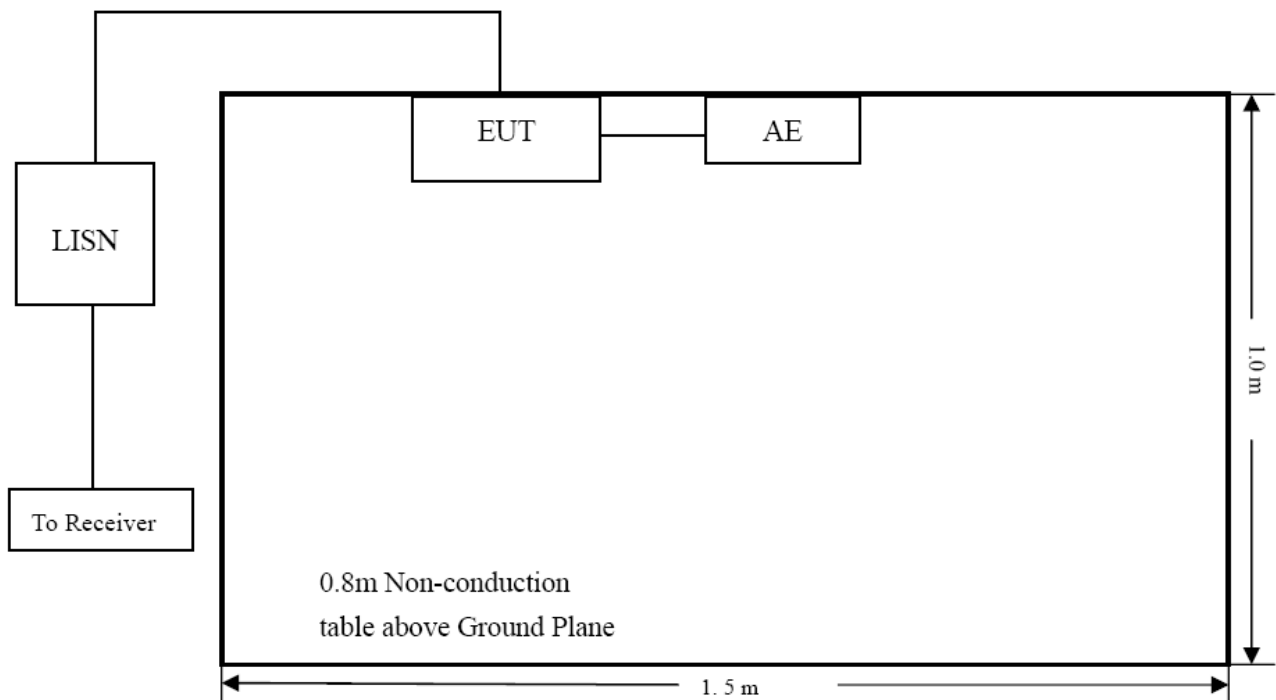 EUT
AE
LISN
1.0 m
To Receiver
0.8m Non-conduction
table above Ground Plane
1. 5 m